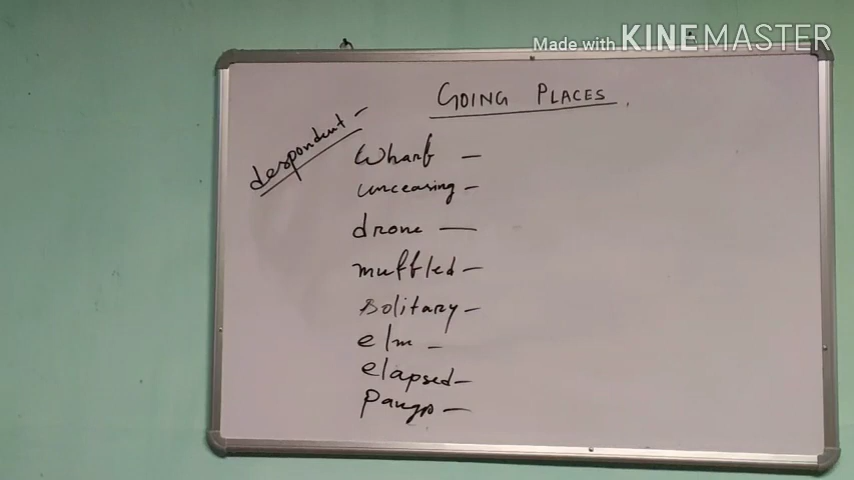 Made with KINEMASTER
GOING PLACES
despondent -
wharf -
unceasing -
drone -
muffled -
solitary -
elm -
elapsed -
pangs -